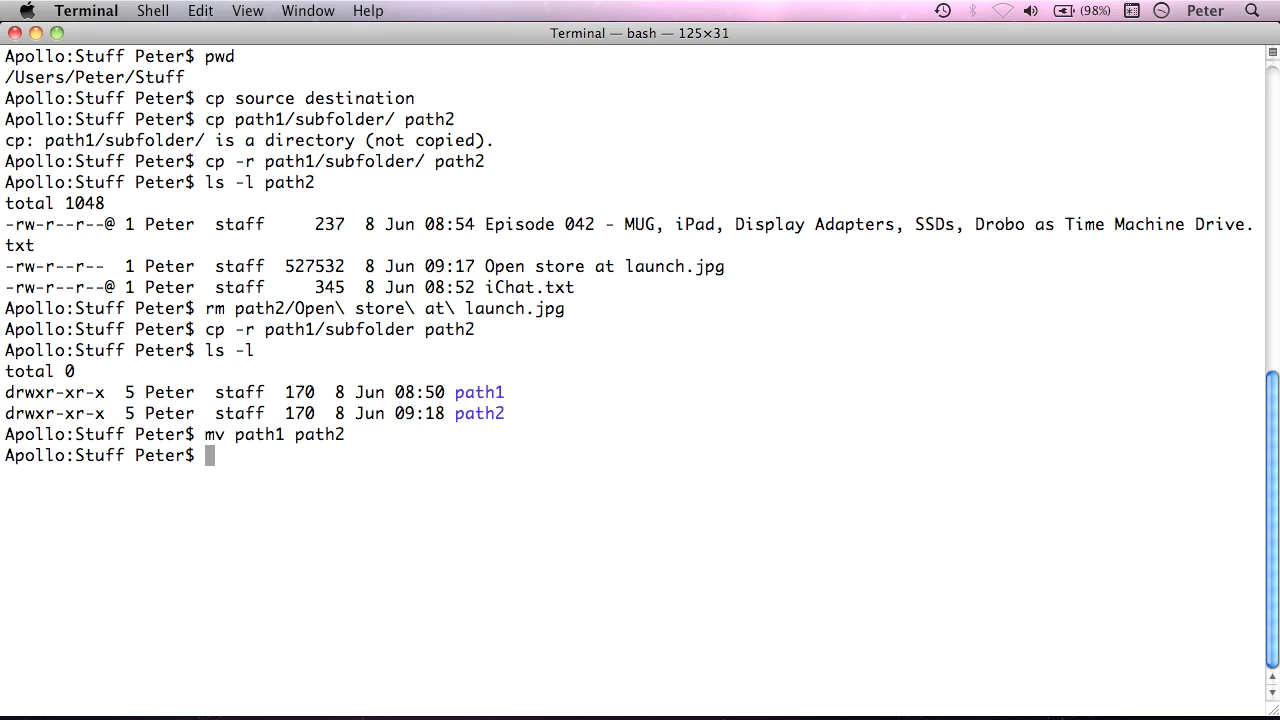 Terminal Shell Edit View Window Help (98%) Peter
Terminal — bash — 125×31
Apollo:Stuff Peter$ pwd
/Users/Peter/Stuff
Apollo:Stuff Peter$ cp source destination
Apollo:Stuff Peter$ cp path1/subfolder/ path2
cp: path1/subfolder/ is a directory (not copied).
Apollo:Stuff Peter$ cp -r path1/subfolder/ path2
Apollo:Stuff Peter$ ls -l path2
total 1048
-rw-r--r--@ 1 Peter  staff     237  8 Jun 08:54 Episode 042 - MUG, iPad, Display Adapters, SSDs, Drobo as Time Machine Drive.
txt
-rw-r--r--  1 Peter  staff  527532  8 Jun 09:17 Open store at launch.jpg
-rw-r--r--@ 1 Peter  staff     345  8 Jun 08:52 iChat.txt
Apollo:Stuff Peter$ rm path2/Open\ store\ at\ launch.jpg
Apollo:Stuff Peter$ cp -r path1/subfolder path2
Apollo:Stuff Peter$ ls -l
total 0
drwxr-xr-x  5 Peter  staff  170  8 Jun 08:50 path1
drwxr-xr-x  5 Peter  staff  170  8 Jun 09:18 path2
Apollo:Stuff Peter$ mv path1 path2
Apollo:Stuff Peter$